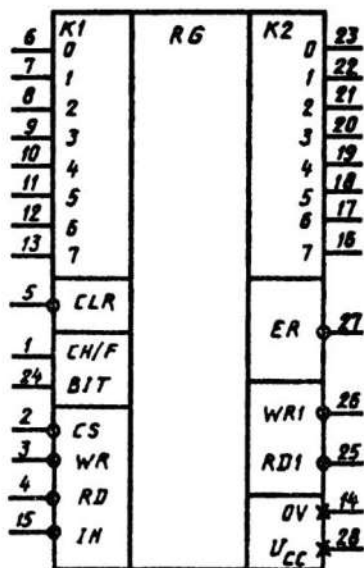 K1 RG K2
6 0 0 23
7 1 1 22
8 2 2 21
9 3 3 20
10 4 4 19
11 5 5 18
12 6 6 17
13 7 7 16
5 CLR
ER 27
1 CH/F
24 BIT
WR1 26
2 CS
3 WR RD1 25
4 RD
0V 14
15 IN
UCC 28